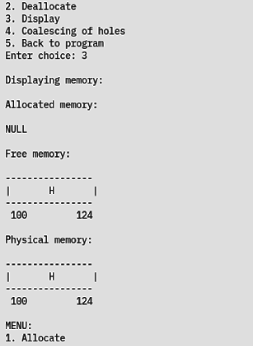 2. Deallocate
3. Display
4. Coalescing of holes
5. Back to program
Enter choice: 3
Displaying memory:
Allocated memory:
NULL
Free memory:
----------------
|       H       |
----------------
100         124
Physical memory:
----------------
|       H       |
----------------
100         124
MENU:
1. Allocate